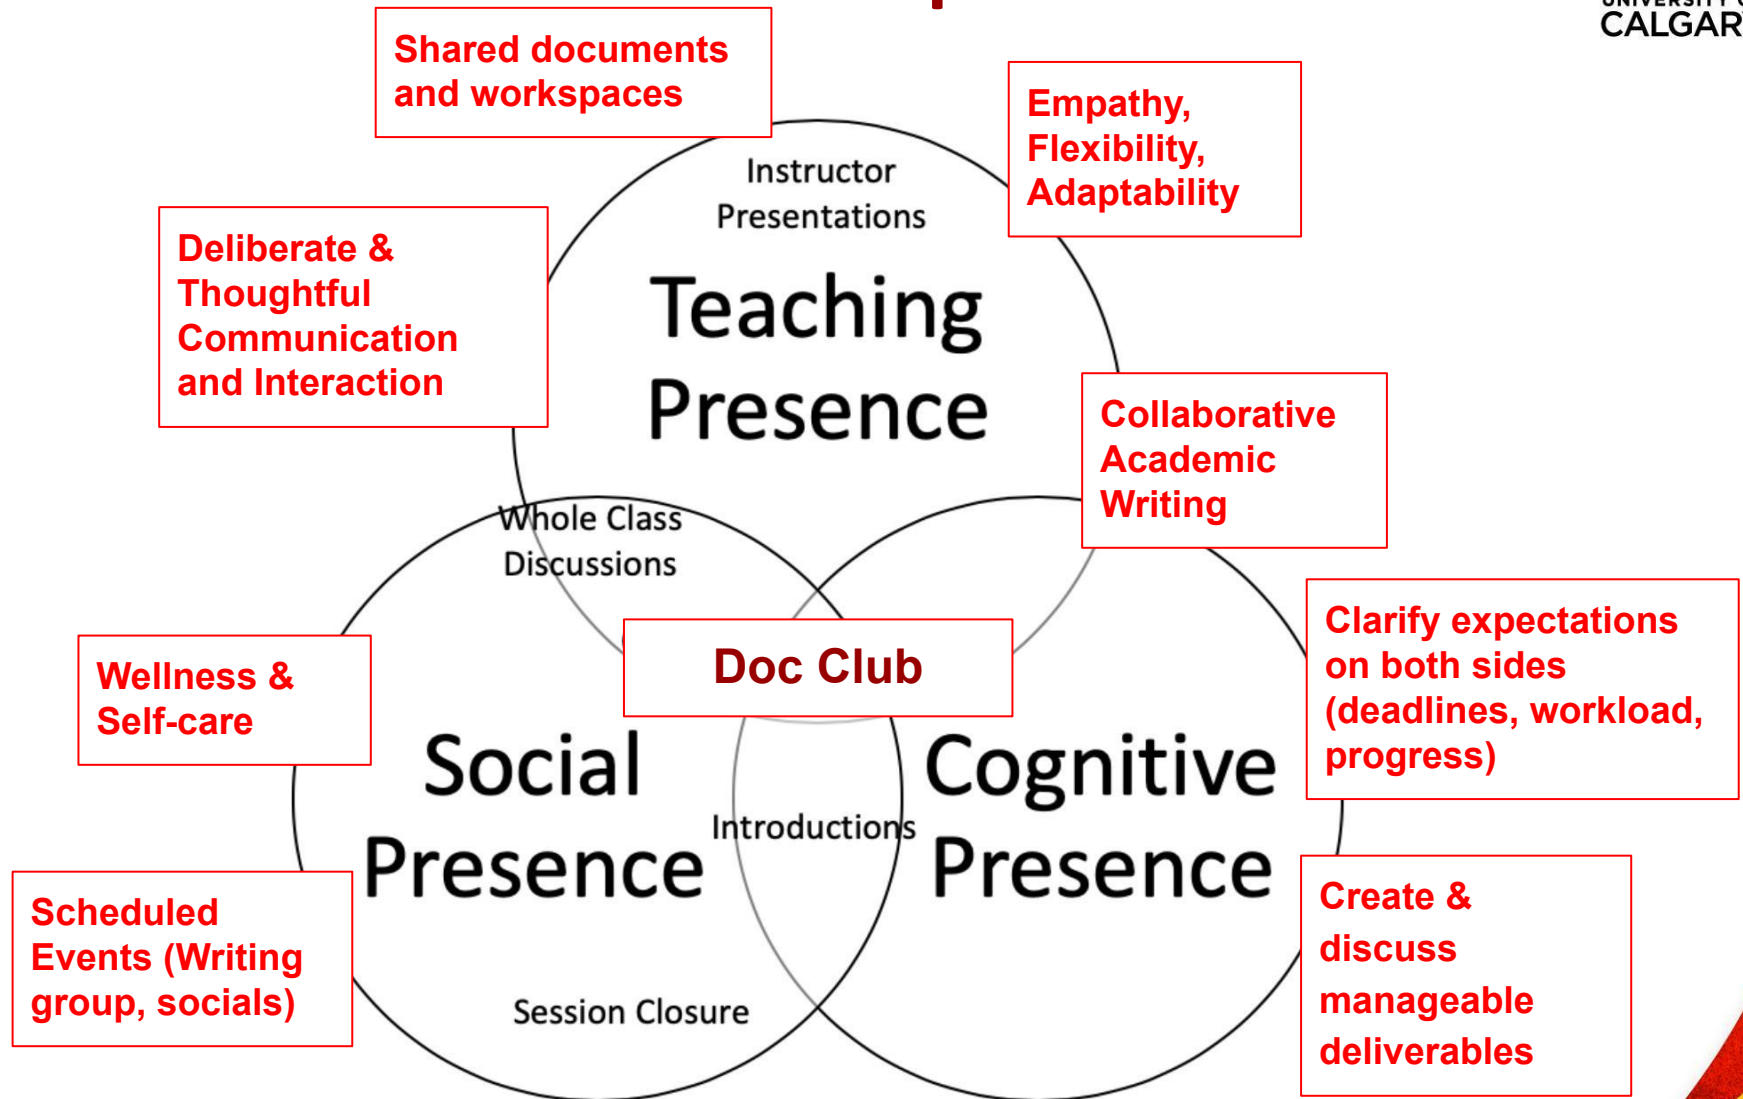 CALGAR
Shared documents
and workspaces
Empathy,
Flexibility,
Adaptability
Instructor
Presentations
Deliberate &
Thoughtful
Communication
and Interaction
Teaching
Presence
Collaborative
Academic
Writing
Whole Class
Discussions
Doc Club
Clarify expectations
on both sides
(deadlines, workload,
progress)
Wellness &
Self-care
Social
Presence
Cognitive
Presence
Introductions
Scheduled
Events (Writing
group, socials)
Session Closure
Create &
discuss
manageable
deliverables